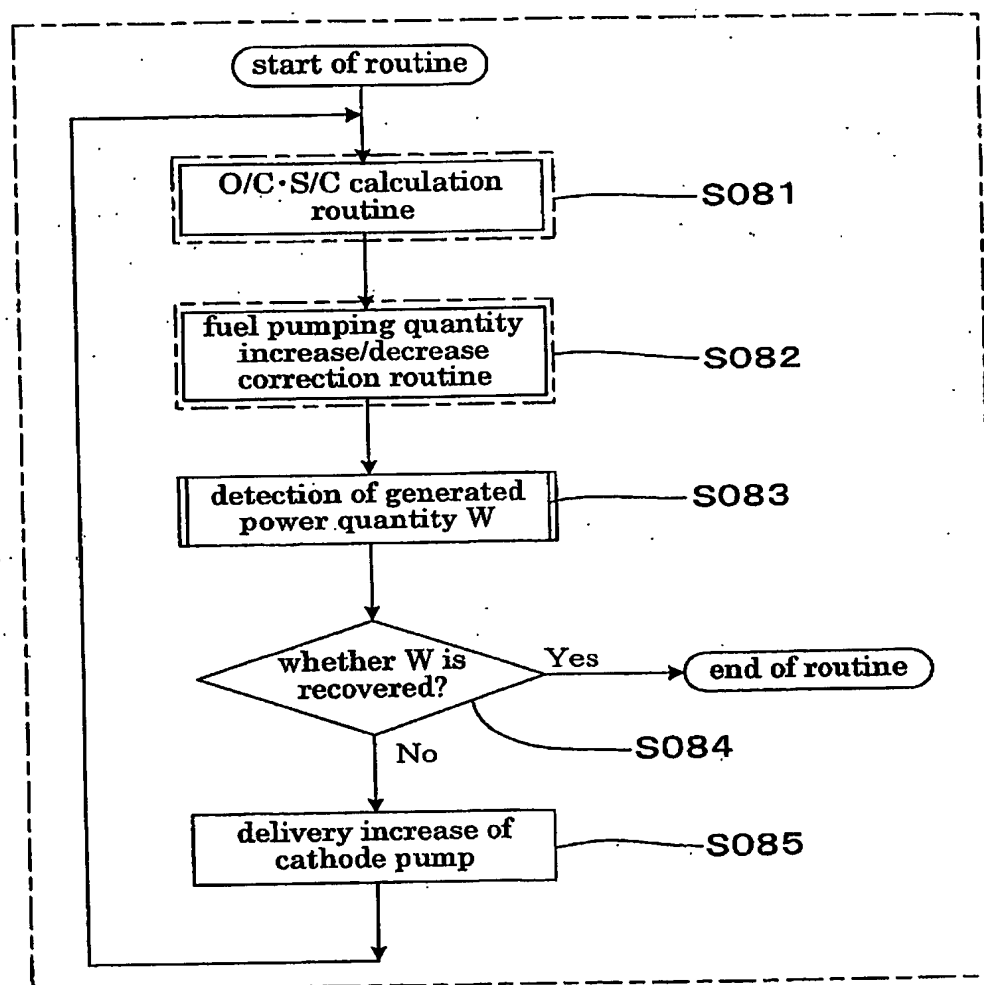 start of routine
O/C·S/C calculation
routine
S081
fuel pumping quantity
increase/decrease
correction routine
S082
detection of generated
power quantity W
S083
whether W is
recovered?
Yes
end of routine
S084
No
delivery increase of
cathode pump
S085